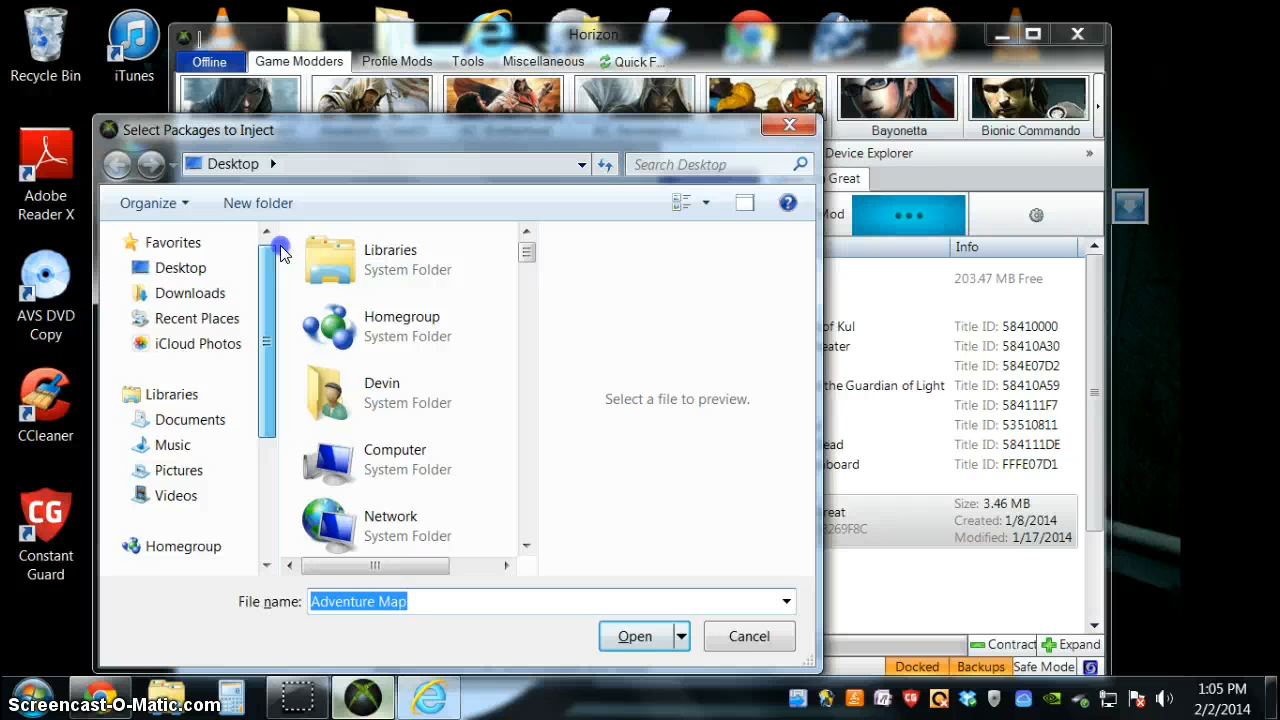 Recycle Bin
iTunes
Adobe
Reader X
AVS DVD
Copy
CCleaner
CG
Constant
Guard
Horizon
Offline
Game Modders
Profile Mods
Tools
Miscellaneous
Quick F...
Bayonetta
Bionic Commando
Device Explorer
»
Great
Mod
Info
203.47 MB Free
of Kul
Title ID: 58410000
eater
Title ID: 58410A30
Title ID: 584E07D2
the Guardian of Light
Title ID: 58410A59
Title ID: 584111F7
Title ID: 53510811
ead
Title ID: 584111DE
board
Title ID: FFFE07D1
reat
Size: 3.46 MB
Created: 1/8/2014
Modified: 1/17/2014
Contract
Expand
Docked
Backups
Safe Mode
Select Packages to Inject
Desktop
Search Desktop
Organize
New folder
Favorites
Desktop
Downloads
Recent Places
iCloud Photos
Libraries
Documents
Music
Pictures
Videos
Homegroup
Libraries
System Folder
Homegroup
System Folder
Devin
System Folder
Computer
System Folder
Network
System Folder
Select a file to preview.
File name:
Adventure Map
Open
Cancel
Screencast-O-Matic.com
CG
1:05 PM
2/2/2014